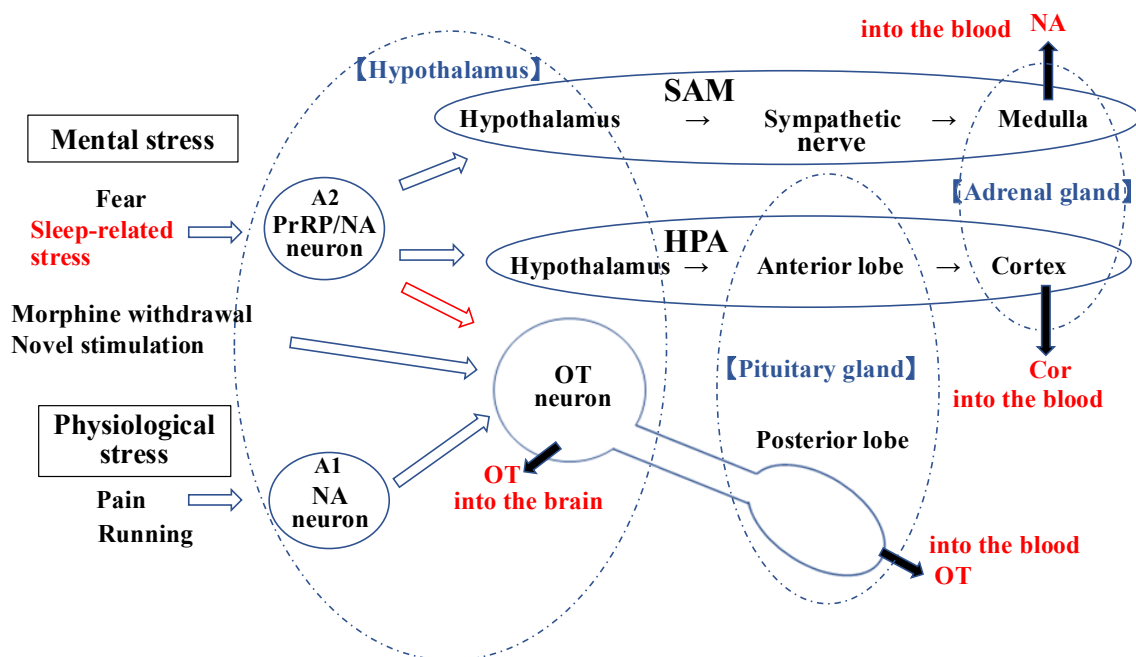 into the blood NA
【Hypothalamus】
SAM
Hypothalamus → Sympathetic → Medulla
nerve
Mental stress
Fear
Sleep-related
stress
A2
PrRP/NA
neuron
【Adrenal gland】
HPA
Hypothalamus → Anterior lobe → Cortex
Morphine withdrawal
Novel stimulation
OT
neuron
【Pituitary gland】
Cor
into the blood
Physiological
stress
Pain
Running
A1
NA
neuron
OT
into the brain
Posterior lobe
into the blood
OT